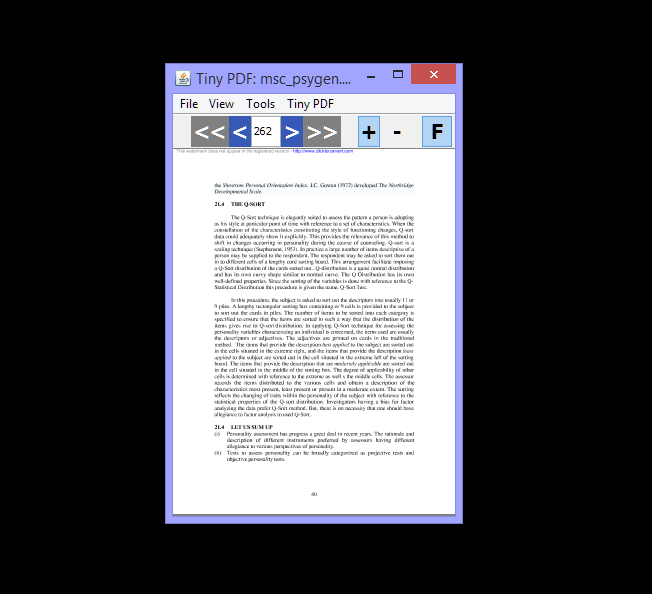 Tiny PDF: msc_psygen....
File View Tools Tiny PDF
<< < 262 > >> + - F
This watermark does not appear in the registered version - http://www.clicktoconvert.com
the Shostrom Personal Orientation Index. J.C. Gowan (1972) developed The Northridge
Developmental Scale.
21.4 THE Q-SORT
The Q-Sort technique is elegantly suited to assess the pattern a person is adopting
as his style at particular point of time with reference to a set of characteristics. When the
constellation of the characteristics constituting the style of functioning changes, Q-sort
data could adequately show it explicitly. This provides the relevance of this method to
shift in changes occurring in personality during the course of counseling. Q-sort is a
scaling technique (Stephenson, 1953). In practice a large number of items descriptive of a
person may be supplied to the respondent. The respondent may be asked to sort them out
in to different cells of a lengthy card sorting board. This arrangement facilitate imposing
a Q-Sort distribution of the cards sorted out. Q-distribution is a quasi normal distribution
and has its own curve shape similar to normal curve. The Q Distribution has its own
well-defined properties. Since the sorting of the variables is done with reference to the Q-
Statistical Distribution this procedure is given the name, Q-Sort Test.
In this procedure, the subject is asked to sort out the descriptors into usually 11 or
9 piles. A lengthy rectangular sorting box containing or 9 cells is provided to the subject
to sort out the cards in piles. The number of items to be sorted into each category is
specified to ensure that the items are sorted in such a way that the distribution of the
items gives rise to Q-sort distribution. In applying Q-Sort technique for assessing the
personality variables characterizing an individual is concerned, the items used are usually
the descriptors or adjectives. The adjectives are printed on cards in the traditional
method. The items that provide the description best applied to the subject are sorted out
in the cells situated in the extreme right, and the items that provide the description least
applied to the subject are sorted out in the cell situated in the extreme left of the sorting
board. The items that provide the description that are moderately applicable are sorted out
in the cell situated in the middle of the sorting box. The degree of applicability of other
cells is determined with reference to the extreme as well s the middle cells. The assessor
records the items distributed to the various cells and obtain a description of the
characteristics most present, least present or present in a moderate extent. The sorting
reflects the changing of traits within the personality of the subject with reference to the
statistical properties of the Q-sort distribution. Investigators having a bias for factor
analyzing the data prefer Q-Sort method. But, there is no necessity that one should have
allegiance to factor analysis to used Q-Sort.
21.4 LET US SUM UP
(i) Personality assessment has progress a great deal in recent years. The rationale and
description of different instruments preferred by assessors having different
allegiance to various perspectives of personality.
(ii) Tests to assess personality can be broadly categorized as projective tests and
objective personality tests.